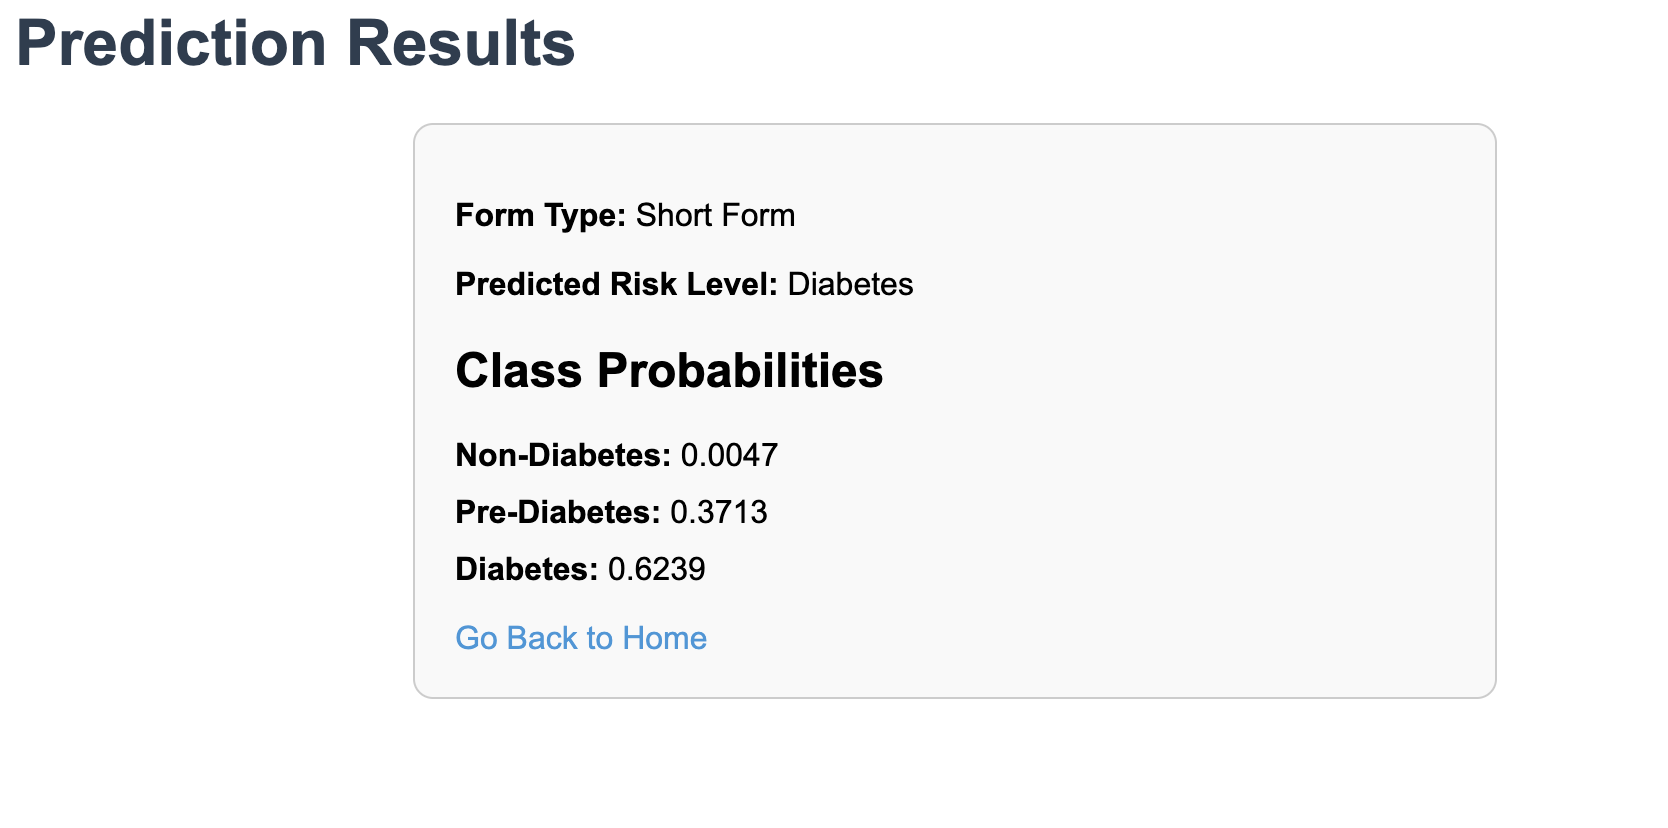 Prediction Results
Form Type: Short Form
Predicted Risk Level: Diabetes
Class Probabilities
Non-Diabetes: 0.0047
Pre-Diabetes: 0.3713
Diabetes: 0.6239
Go Back to Home